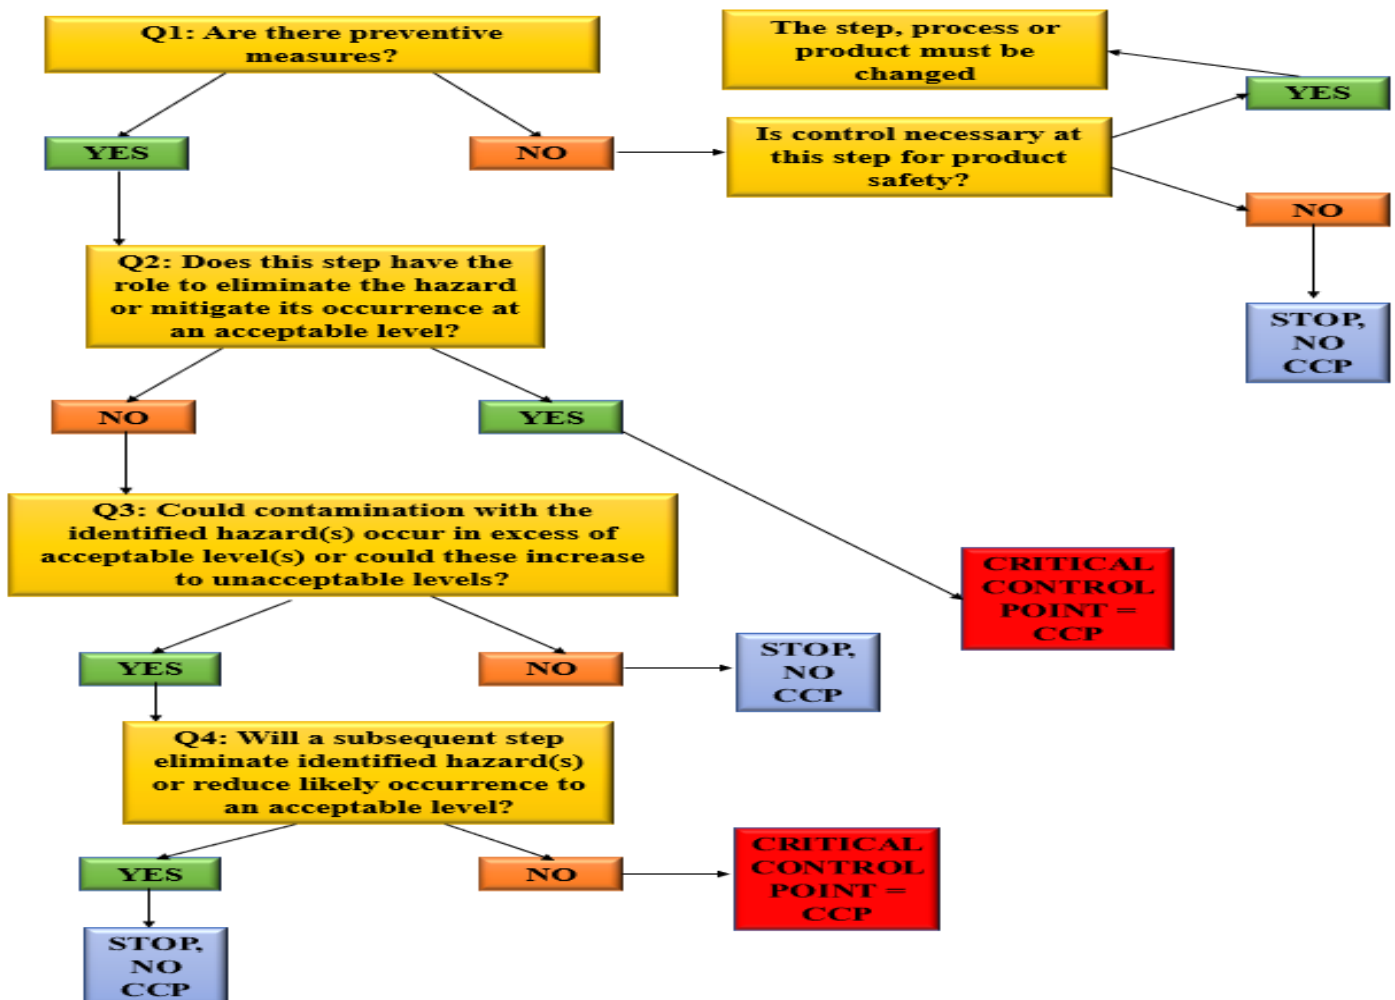 Q1: Are there preventive
measures?
The step, process or
product must be
changed
YES
YES
NO
Is control necessary at
this step for product
safety?
NO
Q2: Does this step have the
role to eliminate the hazard
or mitigate its occurrence at
an acceptable level?
STOP,
NO
CCP
NO
YES
Q3: Could contamination with the
identified hazard(s) occur in excess of
acceptable level(s) or could these increase
to unacceptable levels?
CRITICAL
CONTROL
POINT =
CCP
YES
NO
STOP,
NO
CCP
Q4: Will a subsequent step
eliminate identified hazard(s)
or reduce likely occurrence to
an acceptable level?
YES
NO
CRITICAL
CONTROL
POINT =
CCP
STOP,
NO
CCP